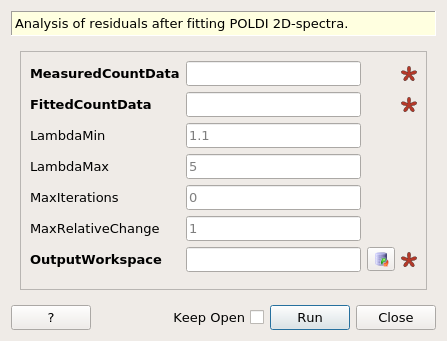 Analysis of residuals after fitting POLDI 2D-spectra.
MeasuredCountData
FittedCountData
LambdaMin 1.1
LambdaMax 5
MaxIterations 0
MaxRelativeChange 1
OutputWorkspace
? Keep Open Run Close